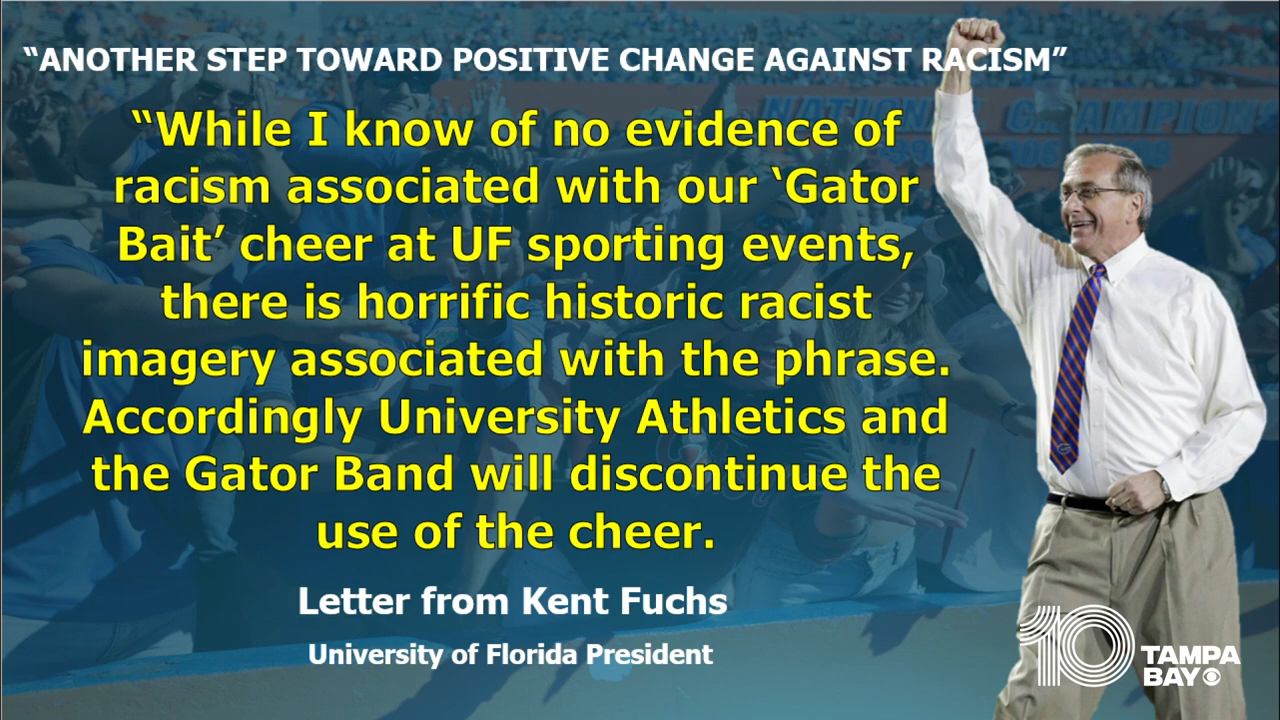 “ANOTHER STEP TOWARD POSITIVE CHANGE AGAINST RACISM”
“While I know of no evidence of
racism associated with our ‘Gator
Bait’ cheer at UF sporting events,
there is horrific historic racist
imagery associated with the phrase.
Accordingly University Athletics and
the Gator Band will discontinue the
use of the cheer.
Letter from Kent Fuchs
University of Florida President
NATIONAL CHAMPIONS
10 TAMPA
BAY